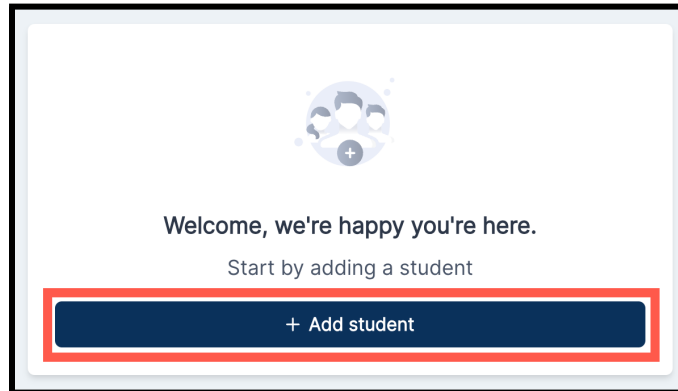 Welcome, we're happy you're here.
Start by adding a student
+ Add student